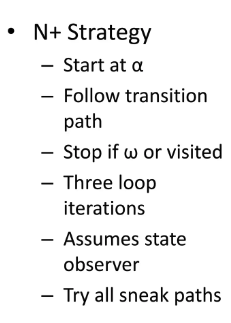 • N+ Strategy
– Start at α
– Follow transition
path
– Stop if ω or visited
– Three loop
iterations
– Assumes state
observer
– Try all sneak paths